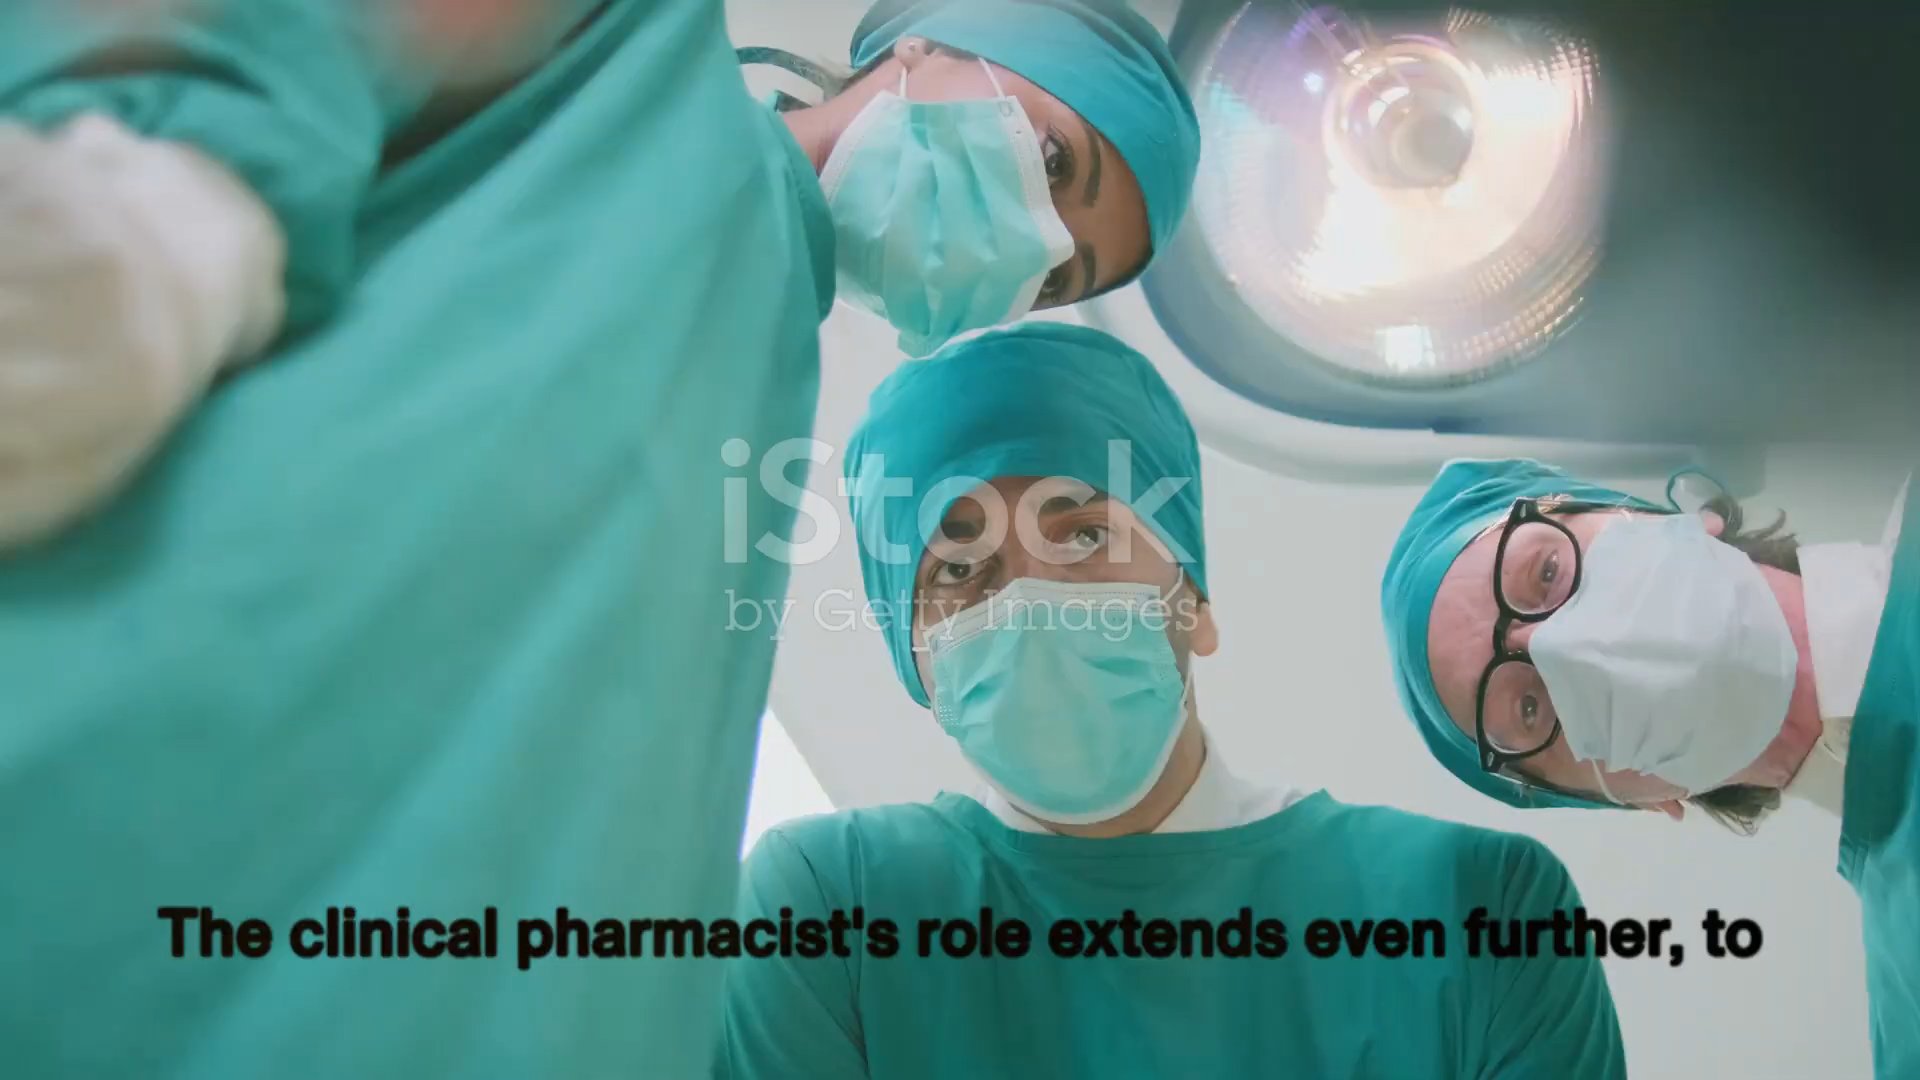 iStock
by Getty Images
The clinical pharmacist's role extends even further, to